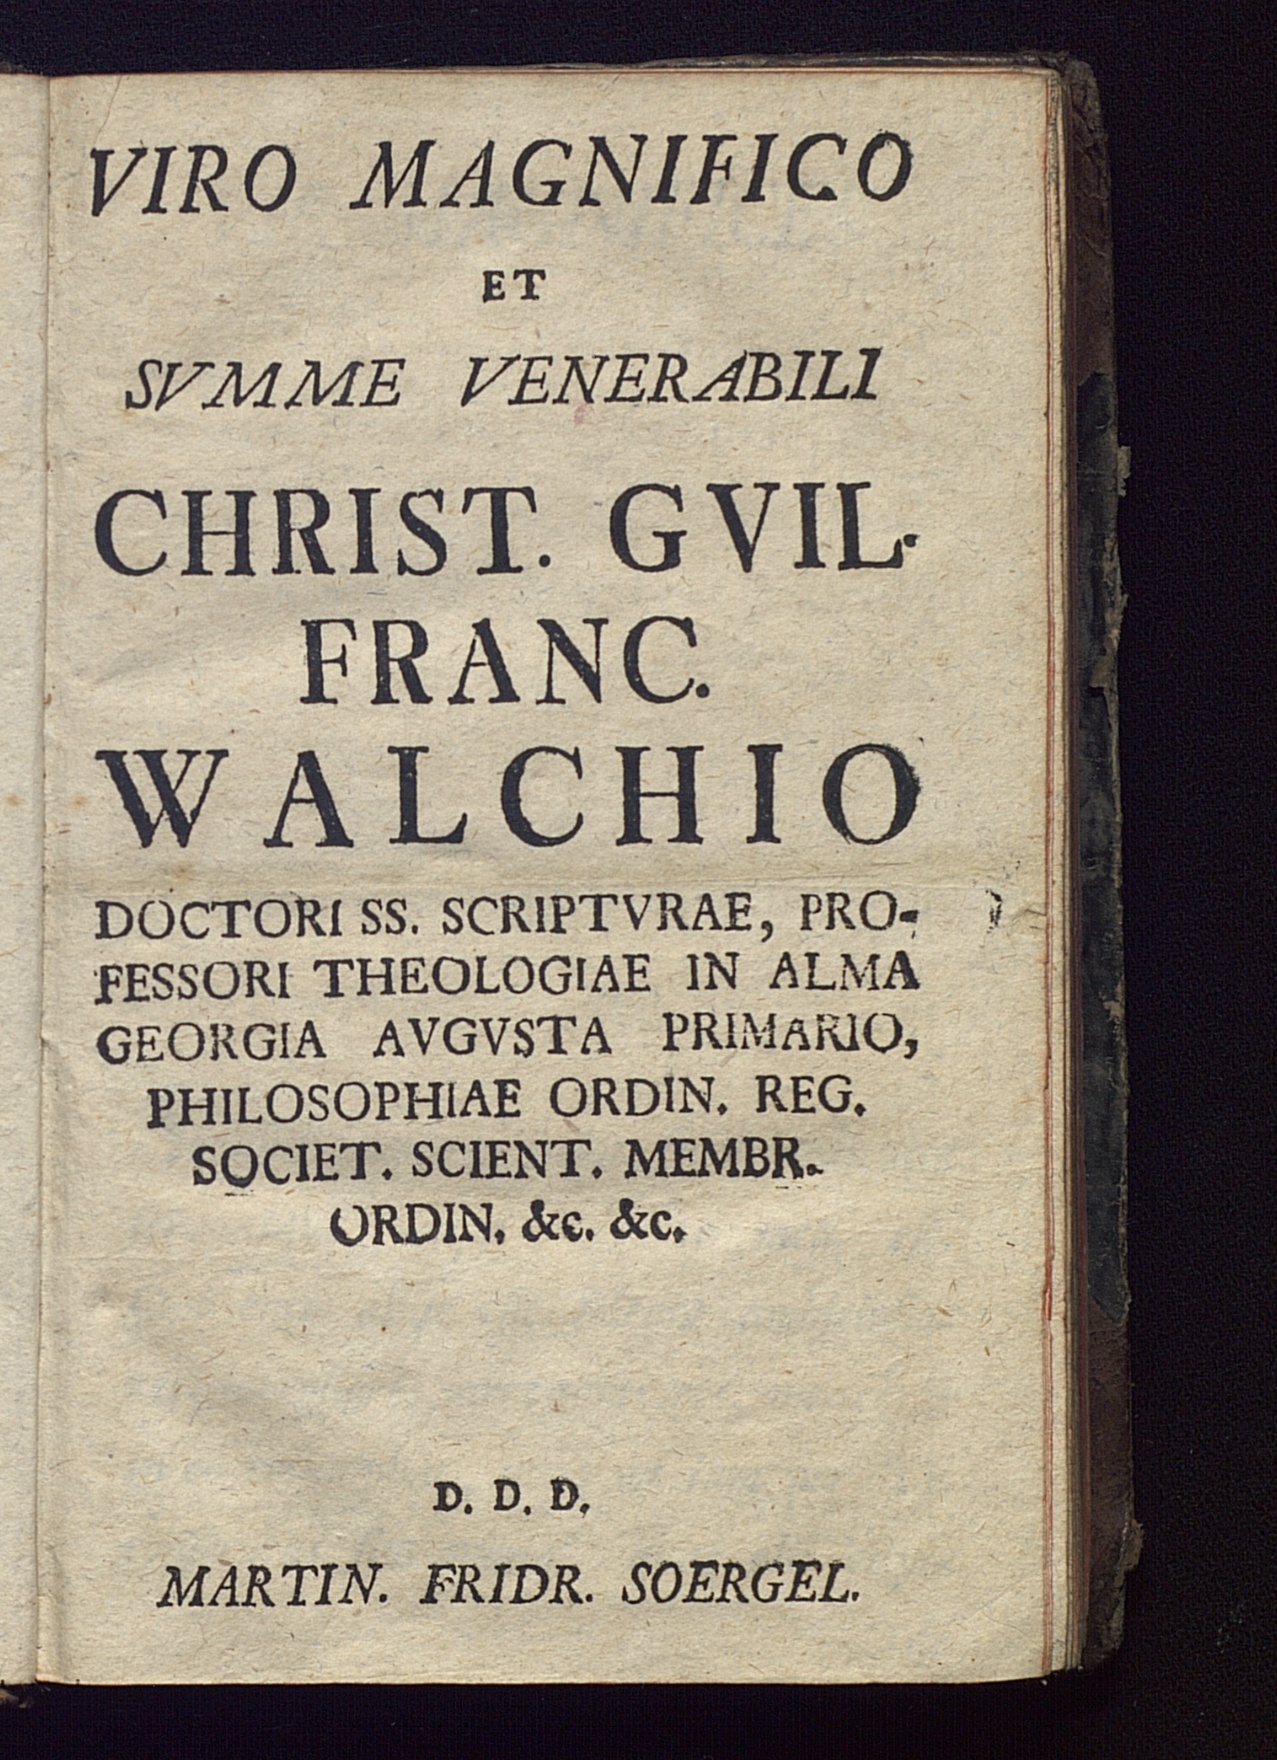 VIRO MAGNIFICO
ET
SVMME VENERABILI
CHRIST. GVIL.
FRANC.
WALCHIO
DOCTORI SS. SCRIPTVRAE, PRO-
FESSORI THEOLOGIAE IN ALMA
GEORGIA AVGVSTA PRIMARIO,
PHILOSOPHIAE ORDIN. REG.
SOCIET. SCIENT. MEMBR.
ORDIN. &c. &c.
D. D. D.
MARTIN. FRIDR. SOERGEL.